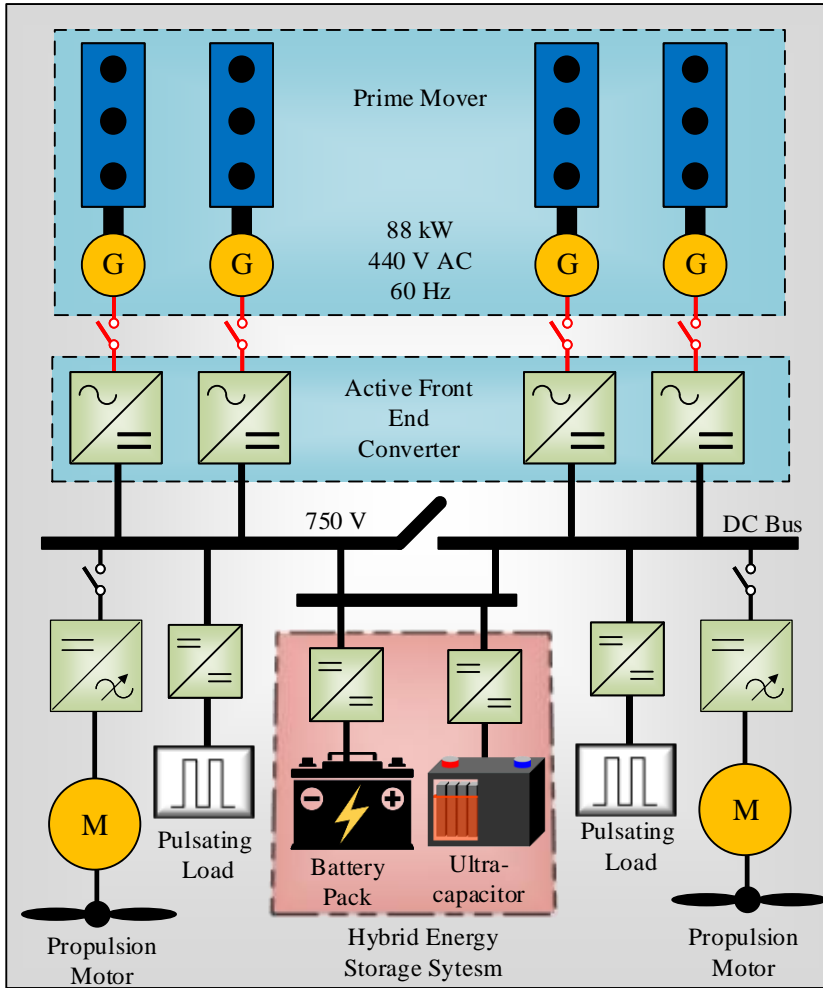 Prime Mover
88 kW
440 V AC
60 Hz
G
G
G
G
Active Front
End
Converter
750 V
DC Bus
M
Pulsating
Load
Battery
Pack
Ultra-
capacitor
Pulsating
Load
M
Propulsion
Motor
Hybrid Energy
Storage Sytesm
Propulsion
Motor